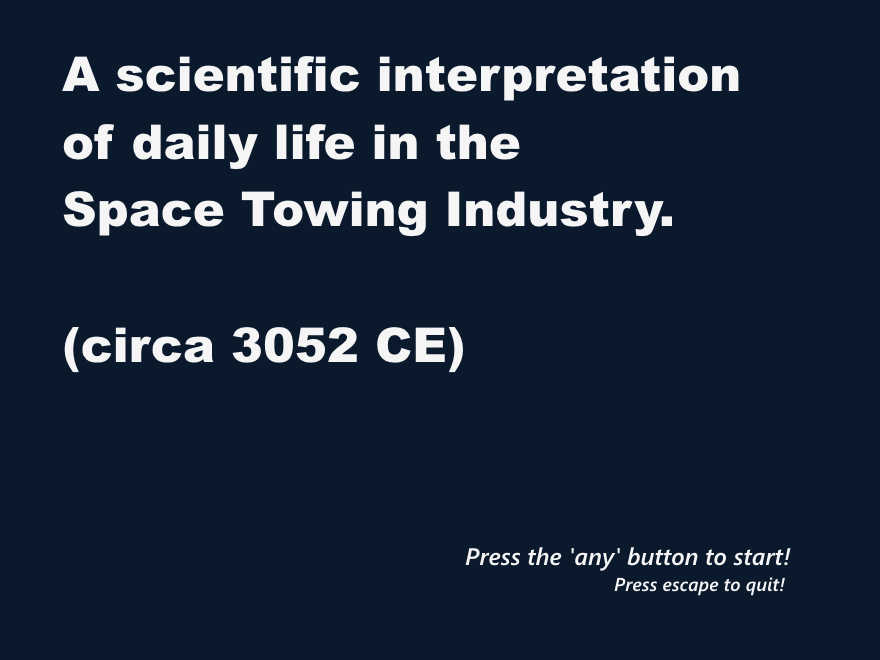 A scientific interpretation
of daily life in the
Space Towing Industry.
(circa 3052 CE)
Press the 'any' button to start!
Press escape to quit!